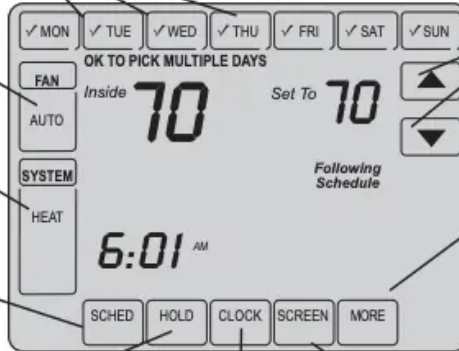 ✓ MON ✓ TUE ✓ WED ✓ THU ✓ FRI ✓ SAT ✓ SUN
OK TO PICK MULTIPLE DAYS
FAN
AUTO
Inside 70
Set To 70
SYSTEM
HEAT
Following
Schedule
6:01 AM
SCHED HOLD CLOCK SCREEN MORE